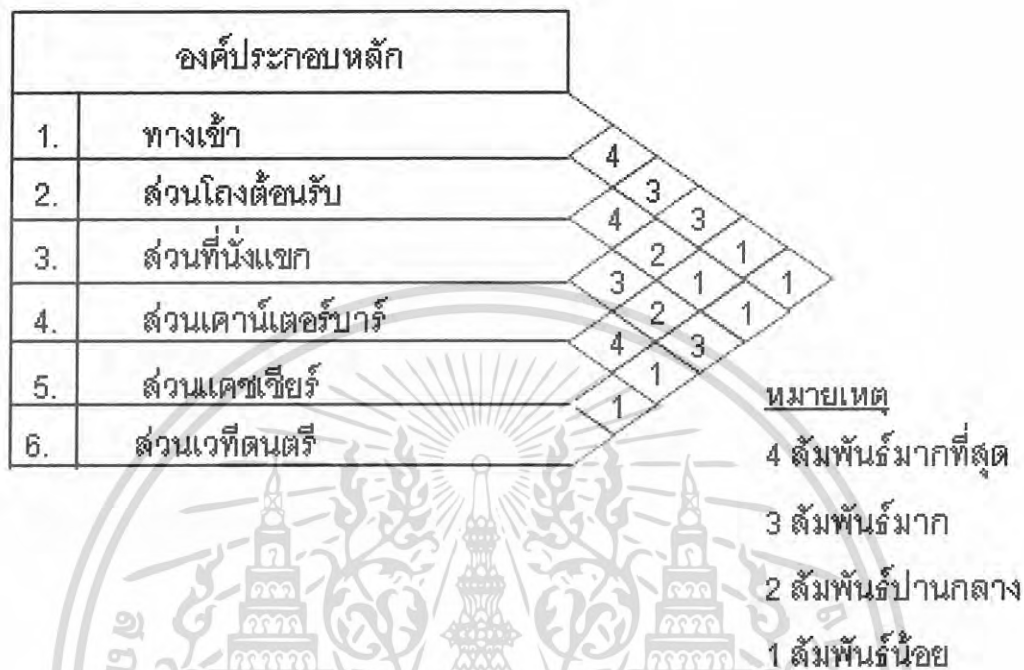 องค์ประกอบหลัก
1. ทางเข้า
2. ส่วนโถงต้อนรับ
3. ส่วนที่นั่งแขก
4. ส่วนเคาน์เตอร์บาร์
5. ส่วนแคชเชียร์
6. ส่วนเวทีดนตรี
4
3
4 3
2 1
3 1 1
2 1
4 3
1
1
หมายเหตุ
4 สัมพันธ์มากที่สุด
3 สัมพันธ์มาก
2 สัมพันธ์ปานกลาง
1 สัมพันธ์น้อย